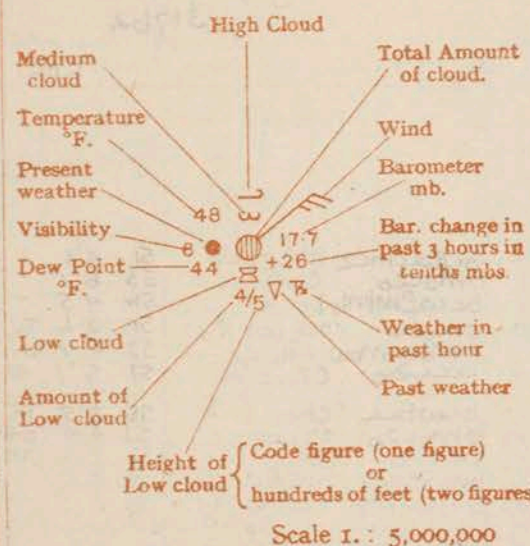 High Cloud
Medium
cloud
Total Amount
of cloud.
Temperature
°F.
Wind
Present
weather
Barometer
mb.
48
Visibility
8
17.7
Bar. change in
past 3 hours in
tenths mbs.
Dew Point
°F.
44
+26
4/5
Low cloud
Weather in
past hour
Amount of
Low cloud
Past weather
Height of
Low cloud
Code figure (one figure)
or
hundreds of feet (two figures
Scale 1. : 5,000,000